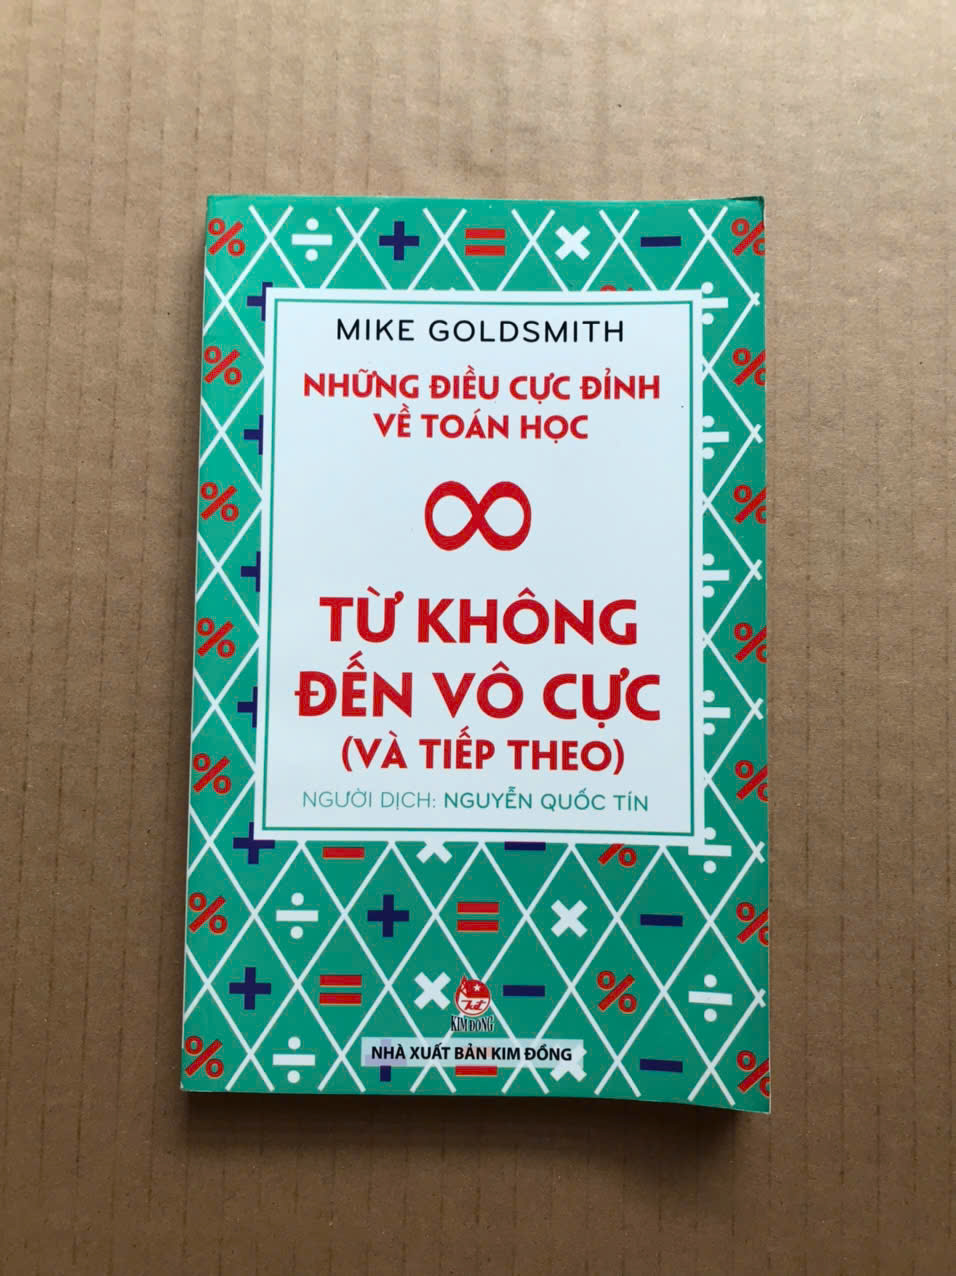 MIKE GOLDSMITH
NHỮNG ĐIỀU CỰC ĐỈNH
VỀ TOÁN HỌC
∞
TỪ KHÔNG
ĐẾN VÔ CỰC
(VÀ TIẾP THEO)
NGƯỜI DỊCH: NGUYỄN QUỐC TÍN
KIM ĐỒNG
NHÀ XUẤT BẢN KIM ĐỒNG